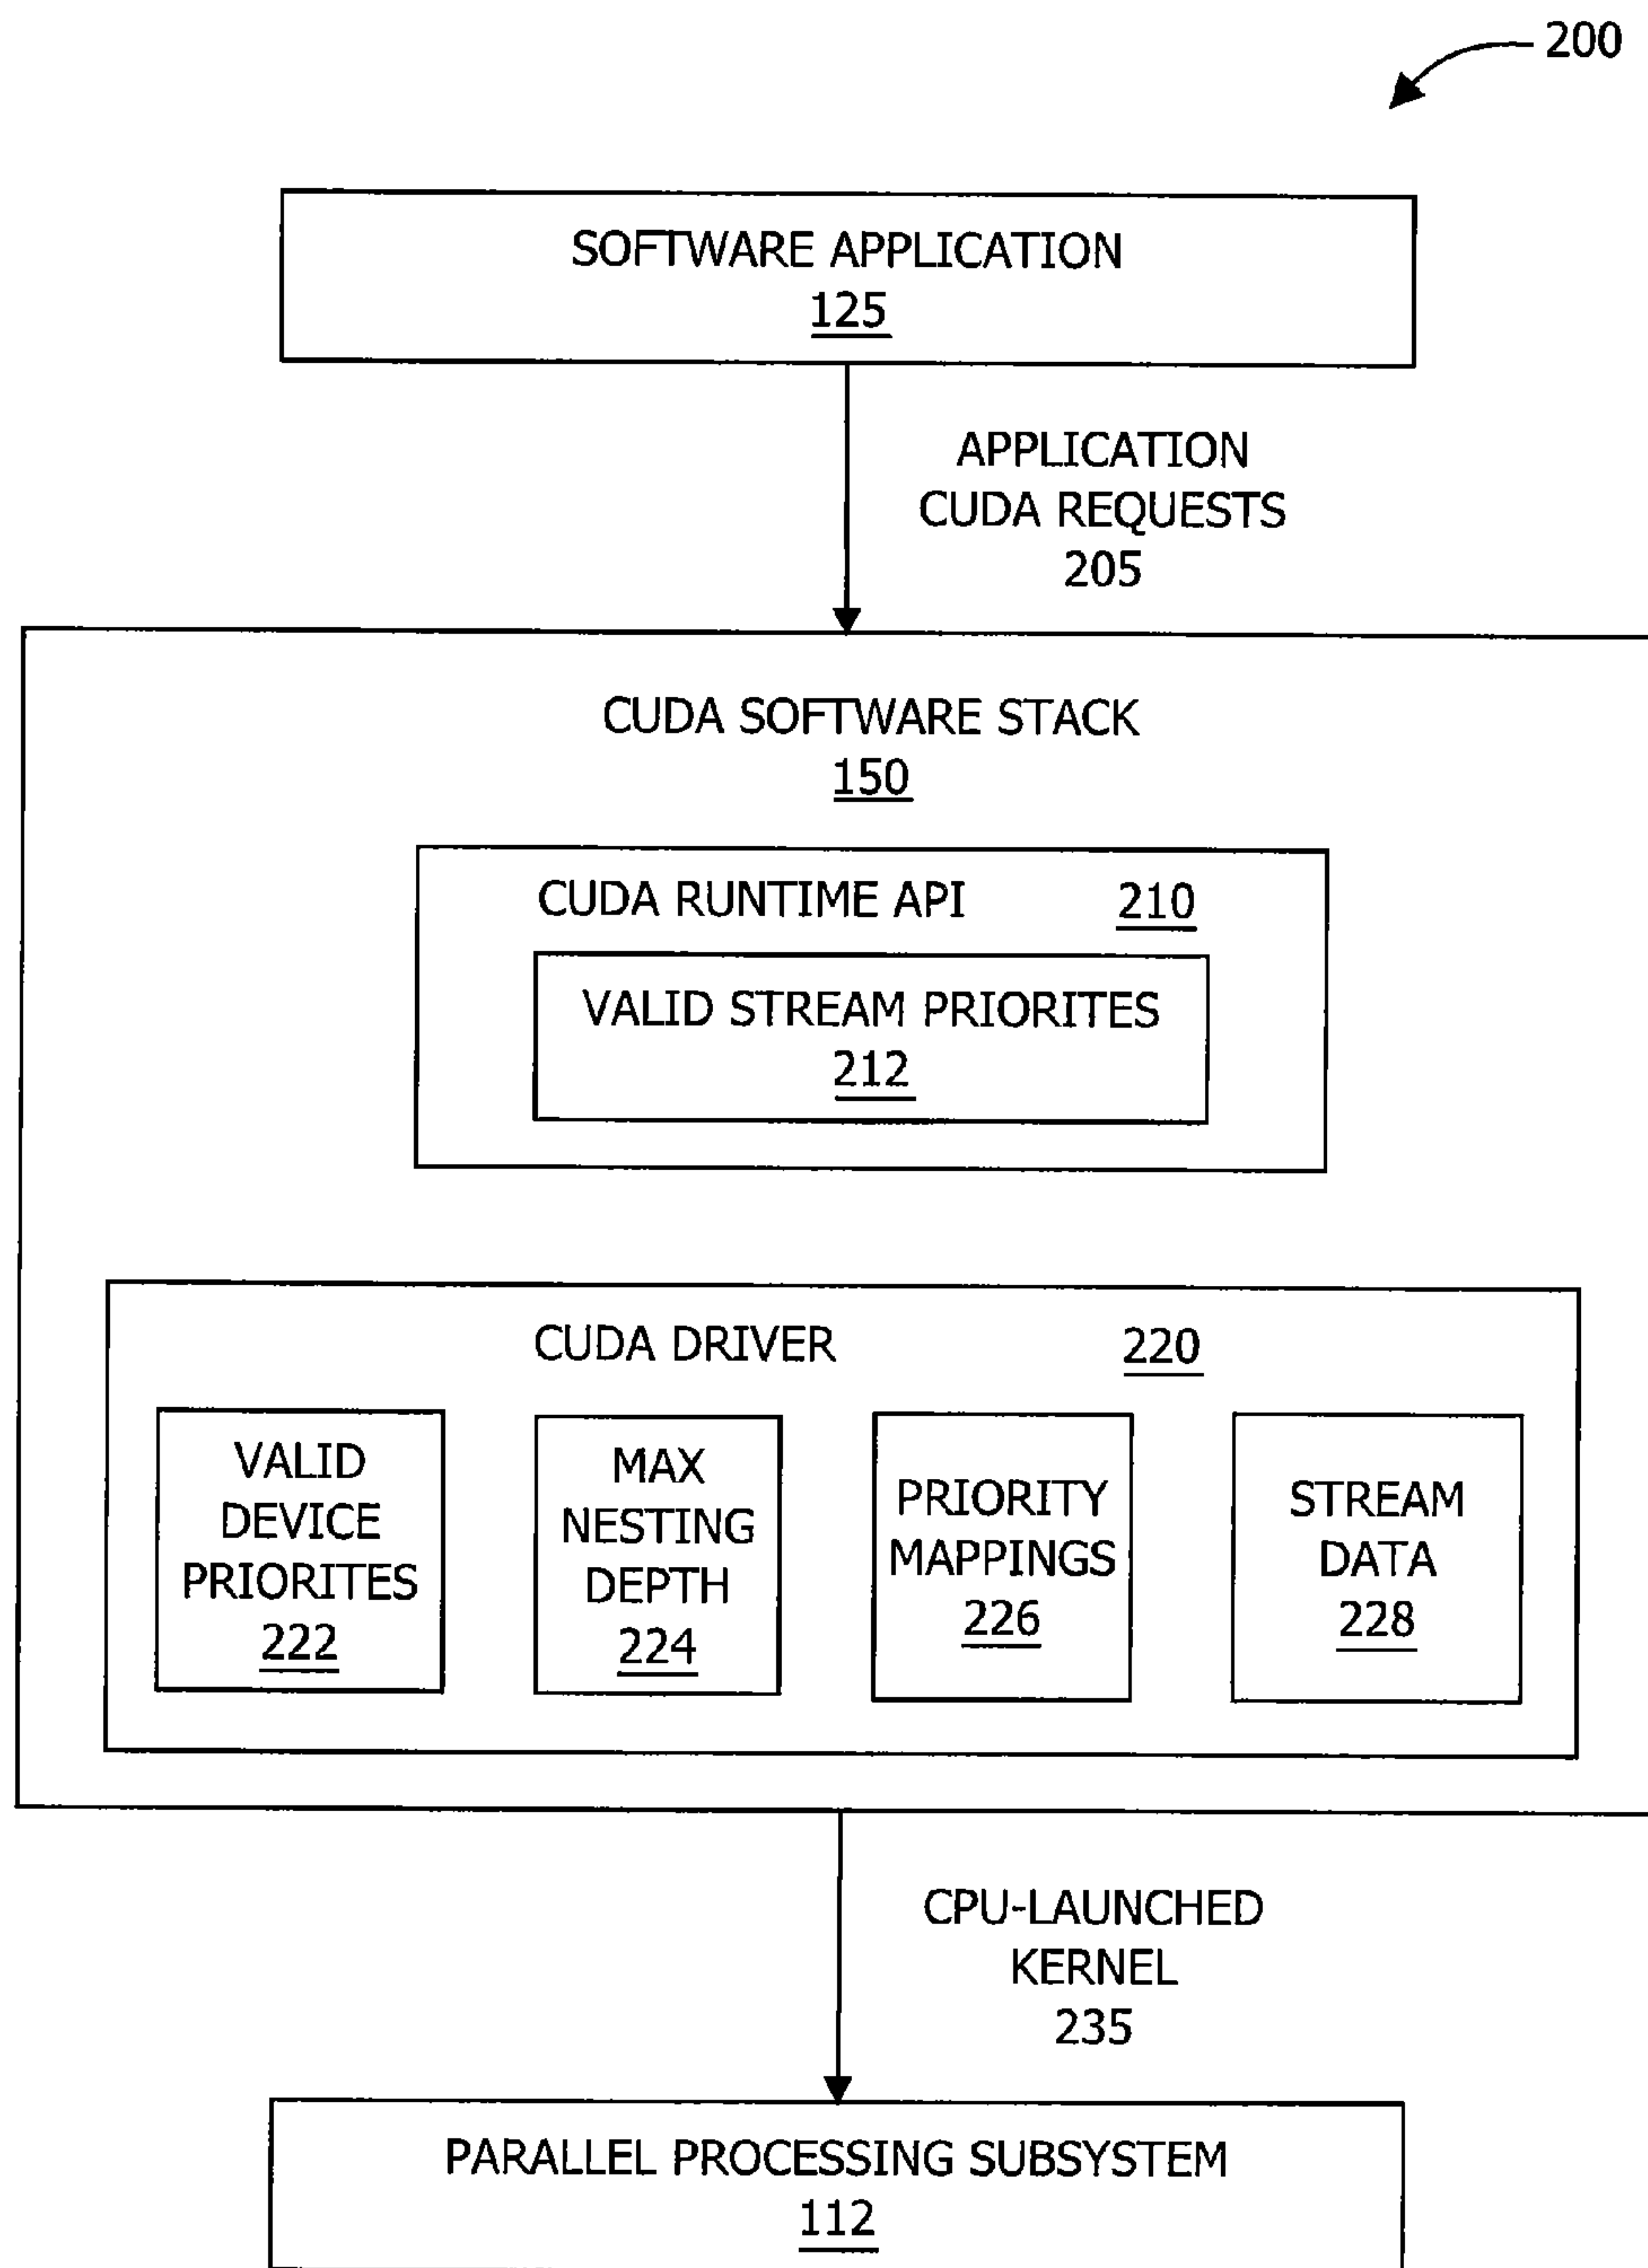 200
SOFTWARE APPLICATION
125
APPLICATION
CUDA REQUESTS
205
CUDA SOFTWARE STACK
150
CUDA RUNTIME API 210
VALID STREAM PRIORITES
212
CUDA DRIVER 220
VALID
DEVICE
PRIORITES
222
MAX
NESTING
DEPTH
224
PRIORITY
MAPPINGS
226
STREAM
DATA
228
CPU-LAUNCHED
KERNEL
235
PARALLEL PROCESSING SUBSYSTEM
112